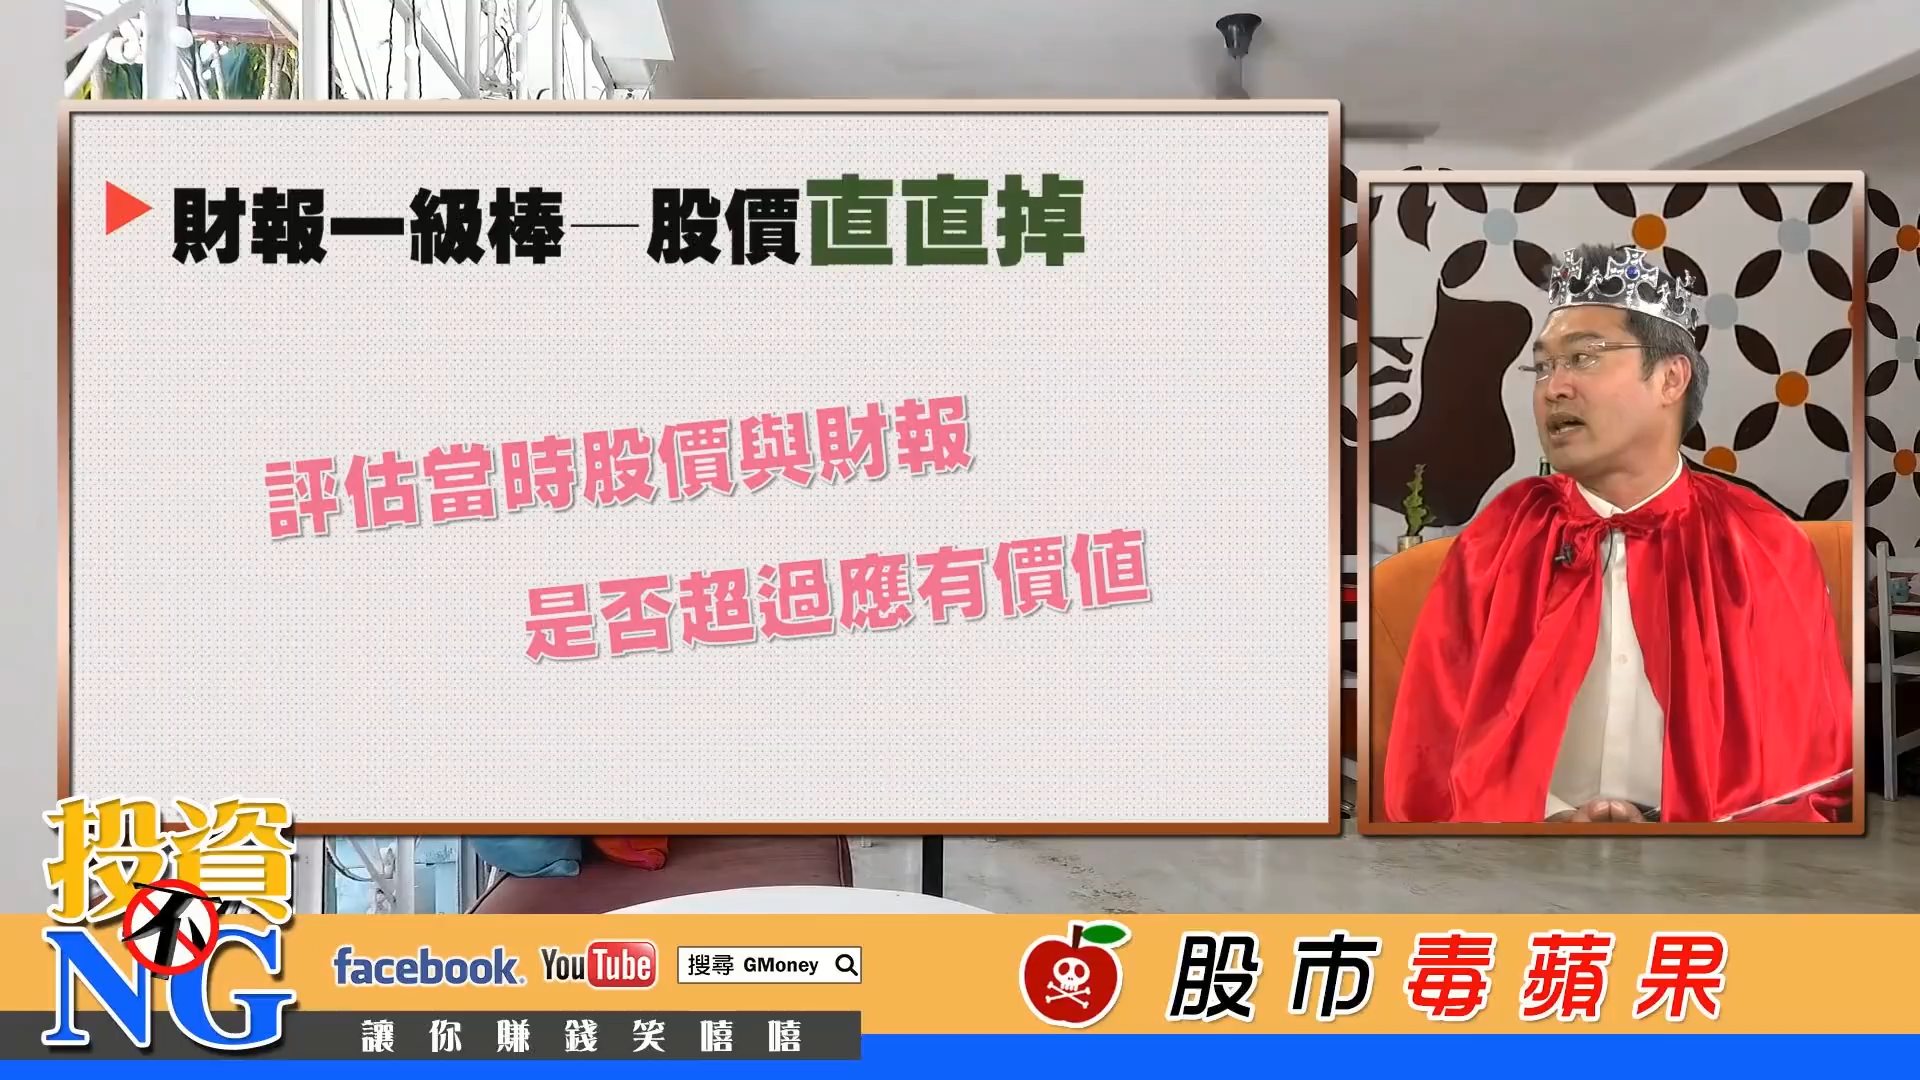 財報一級棒—股價直直掉
評估當時股價與財報
是否超過應有價值
投資
不
NG
facebook.
YouTube
搜尋 GMoney
股市毒蘋果
讓你賺錢笑嘻嘻